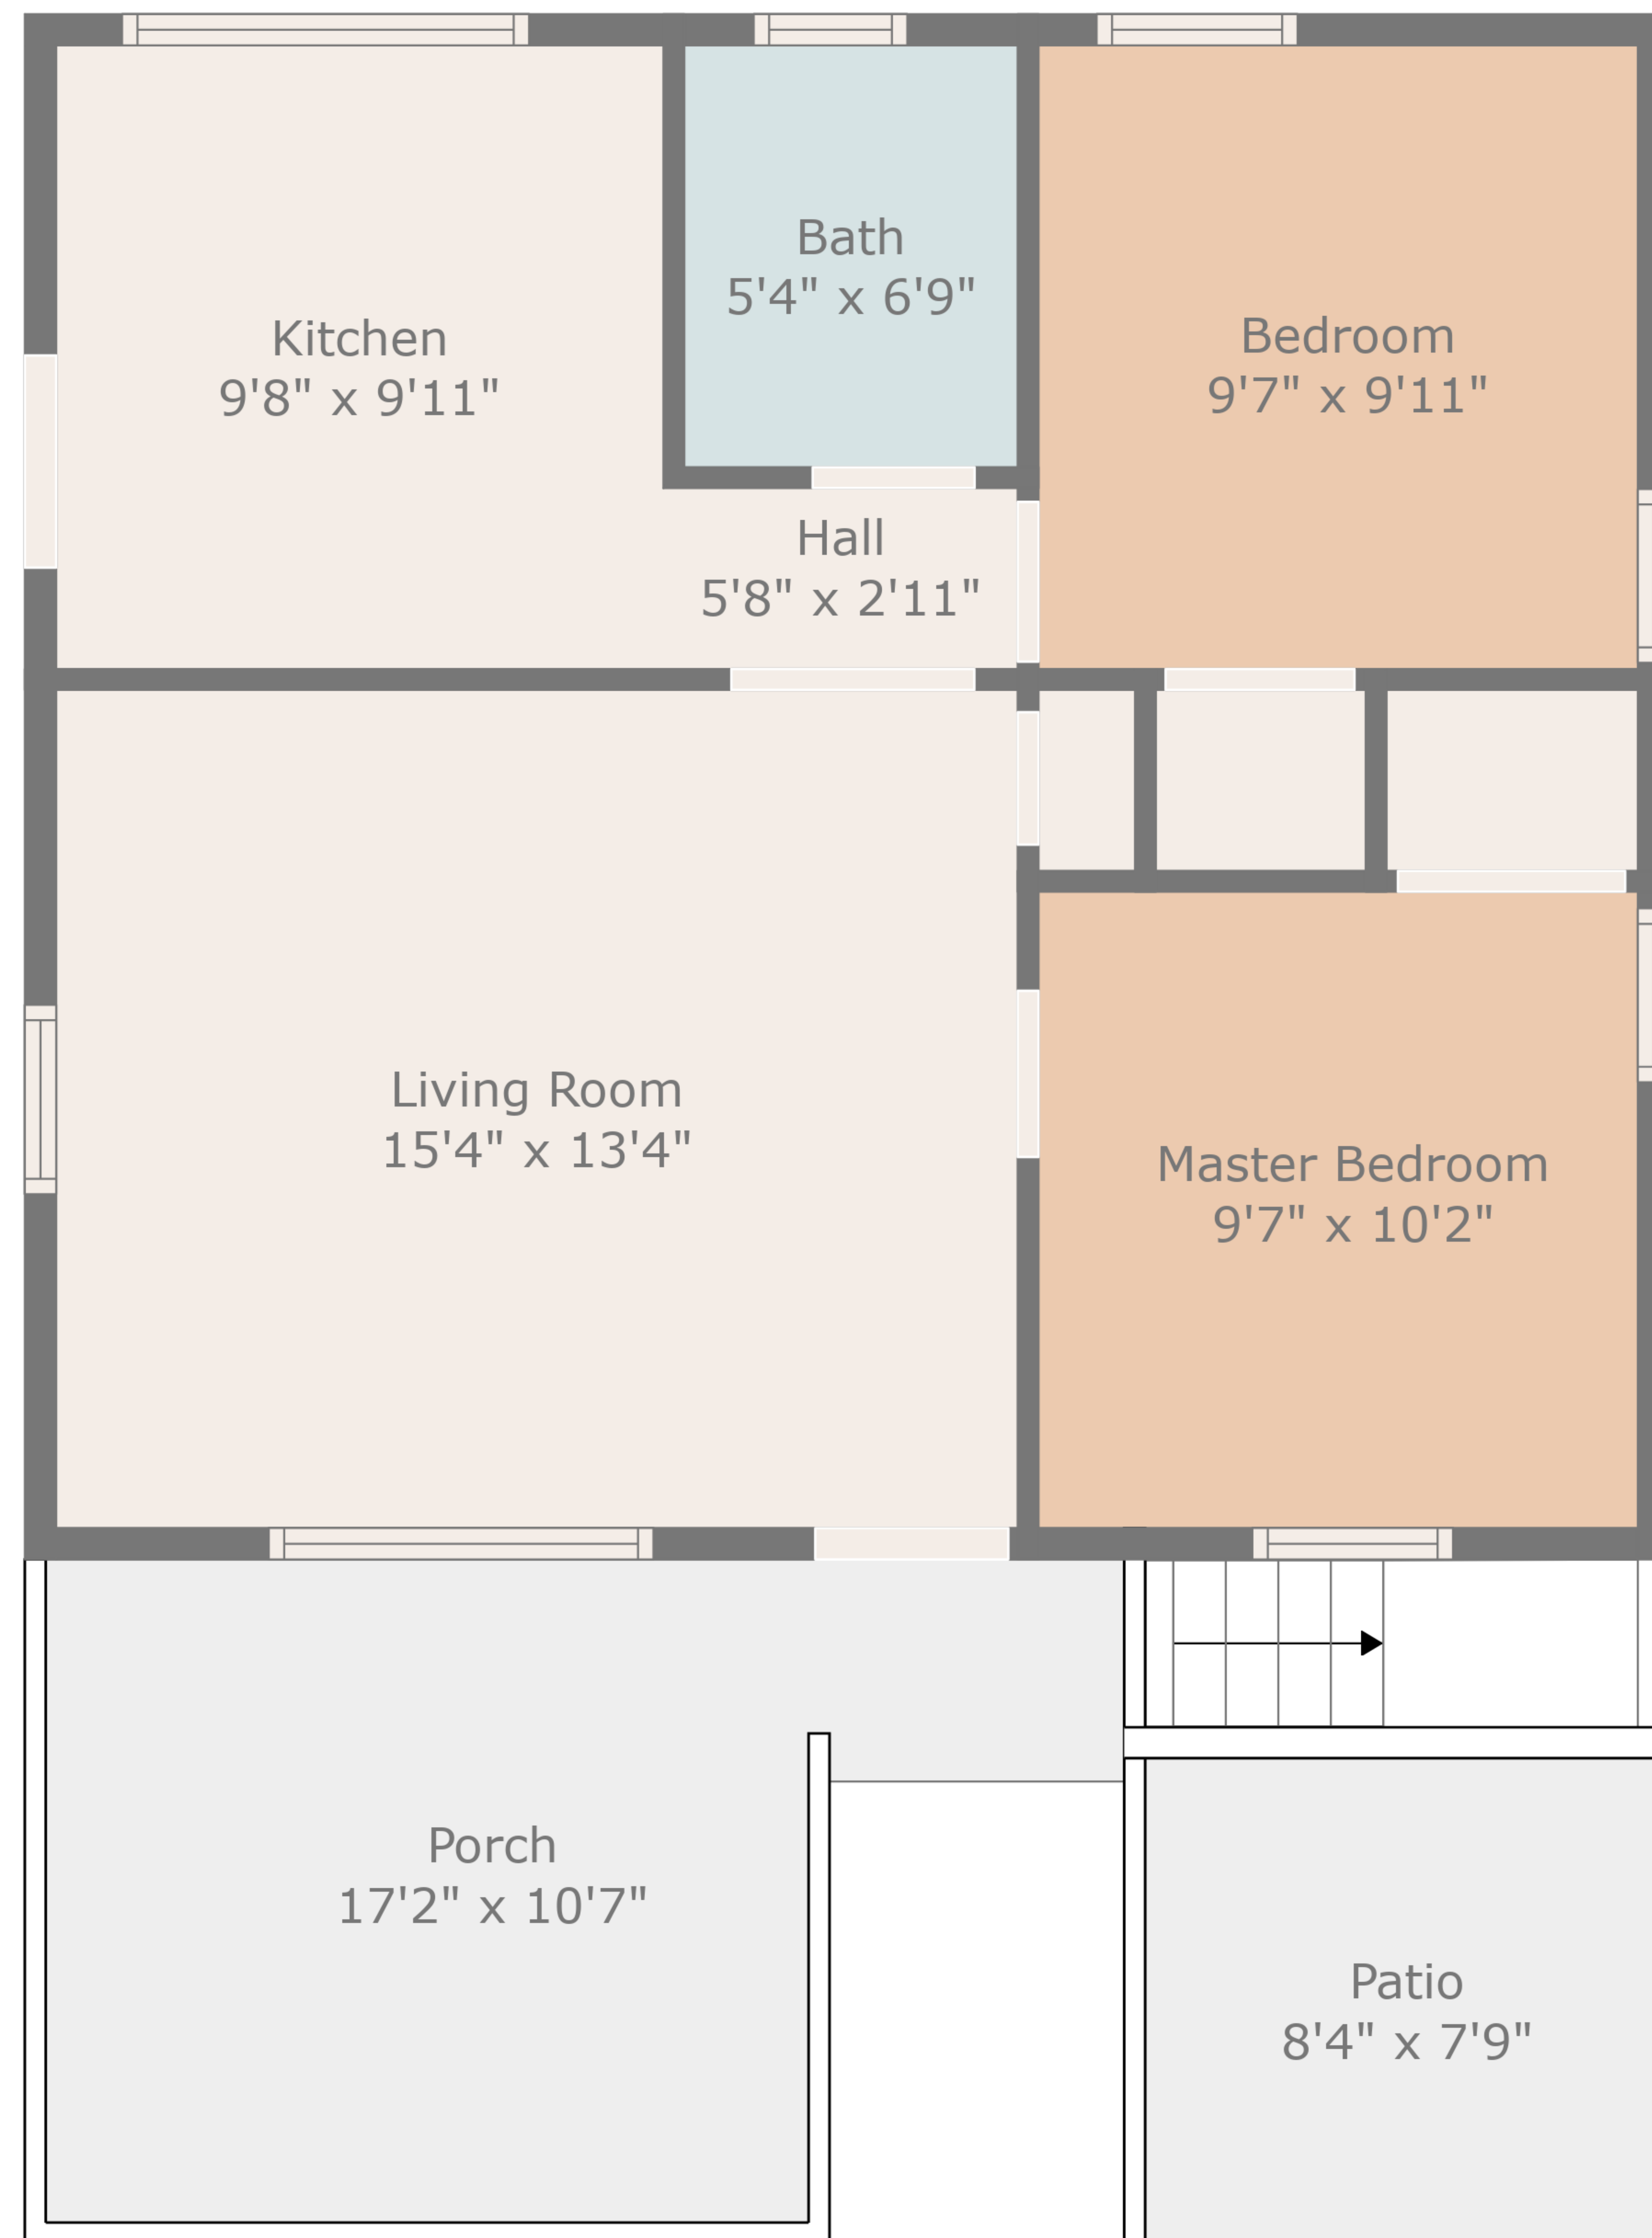 Bath
5'4" x 6'9"
Kitchen
9'8" x 9'11"
Bedroom
9'7" x 9'11"
Hall
5'8" x 2'11"
Living Room
15'4" x 13'4"
Master Bedroom
9'7" x 10'2"
Porch
17'2" x 10'7"
Patio
8'4" x 7'9"